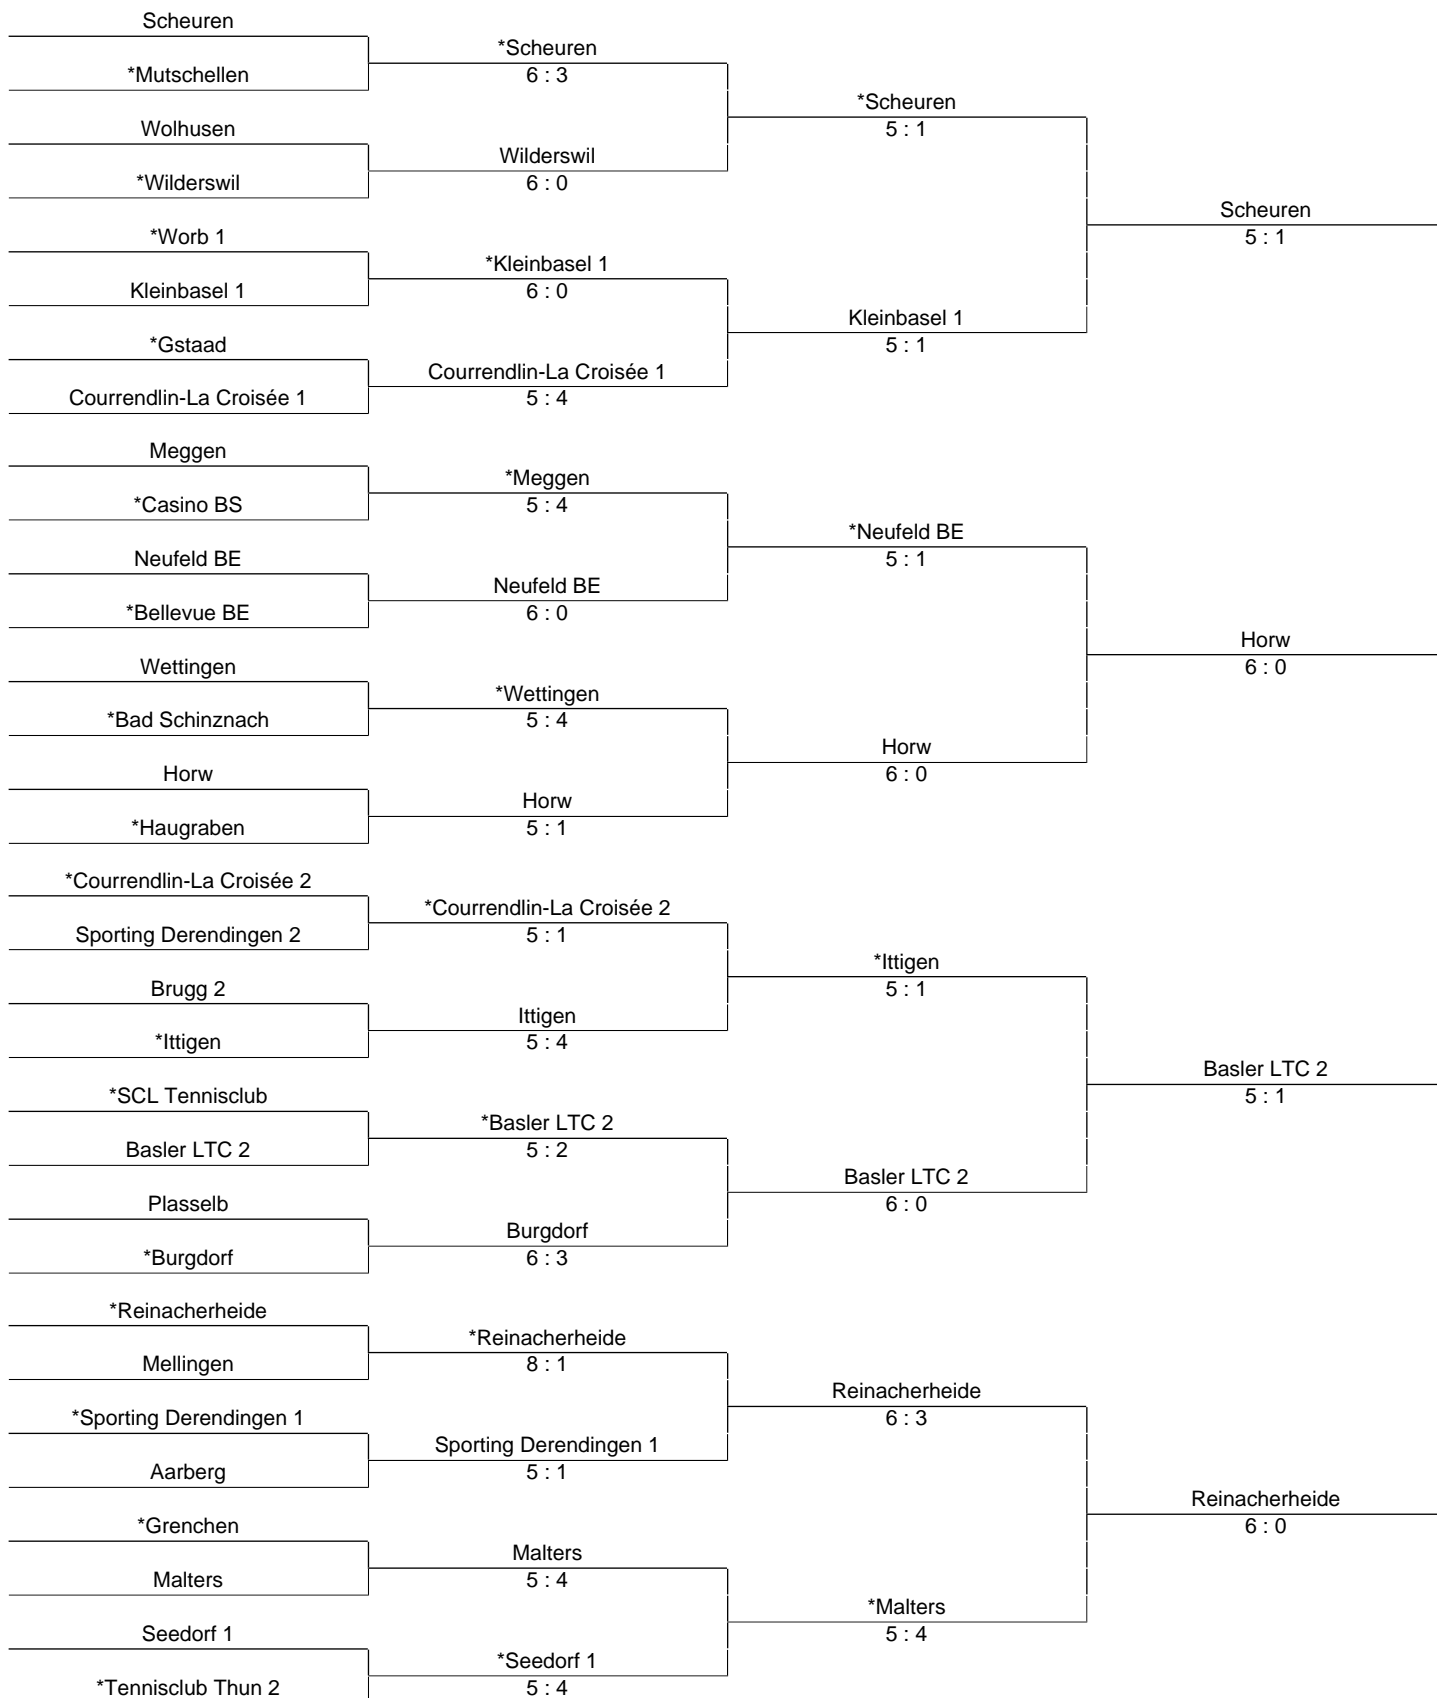 Scheuren
*Scheuren
*Mutschellen
6 : 3
*Scheuren
Wolhusen
5 : 1
Wilderswil
*Wilderswil
6 : 0
Scheuren
*Worb 1
5 : 1
*Kleinbasel 1
Kleinbasel 1
6 : 0
Kleinbasel 1
*Gstaad
5 : 1
Courrendlin-La Croisée 1
Courrendlin-La Croisée 1
5 : 4
Meggen
*Meggen
*Casino BS
5 : 4
*Neufeld BE
Neufeld BE
5 : 1
Neufeld BE
*Bellevue BE
6 : 0
Horw
Wettingen
6 : 0
*Wettingen
*Bad Schinznach
5 : 4
Horw
Horw
6 : 0
Horw
*Haugraben
5 : 1
*Courrendlin-La Croisée 2
*Courrendlin-La Croisée 2
Sporting Derendingen 2
5 : 1
*Ittigen
Brugg 2
5 : 1
Ittigen
*Ittigen
5 : 4
Basler LTC 2
*SCL Tennisclub
5 : 1
*Basler LTC 2
Basler LTC 2
5 : 2
Basler LTC 2
Plasselb
6 : 0
Burgdorf
*Burgdorf
6 : 3
*Reinacherheide
*Reinacherheide
Mellingen
8 : 1
Reinacherheide
*Sporting Derendingen 1
6 : 3
Sporting Derendingen 1
Aarberg
5 : 1
Reinacherheide
*Grenchen
6 : 0
Malters
Malters
5 : 4
*Malters
Seedorf 1
5 : 4
*Seedorf 1
*Tennisclub Thun 2
5 : 4